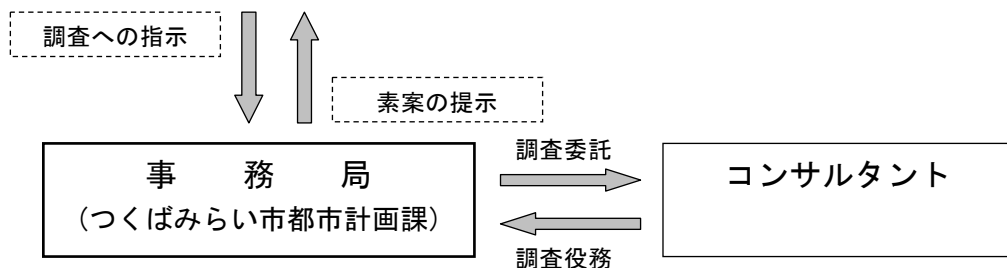 調査への指示
素案の提示
事務局
（つくばみらい市都市計画課）
調査委託
コンサルタント
調査役務